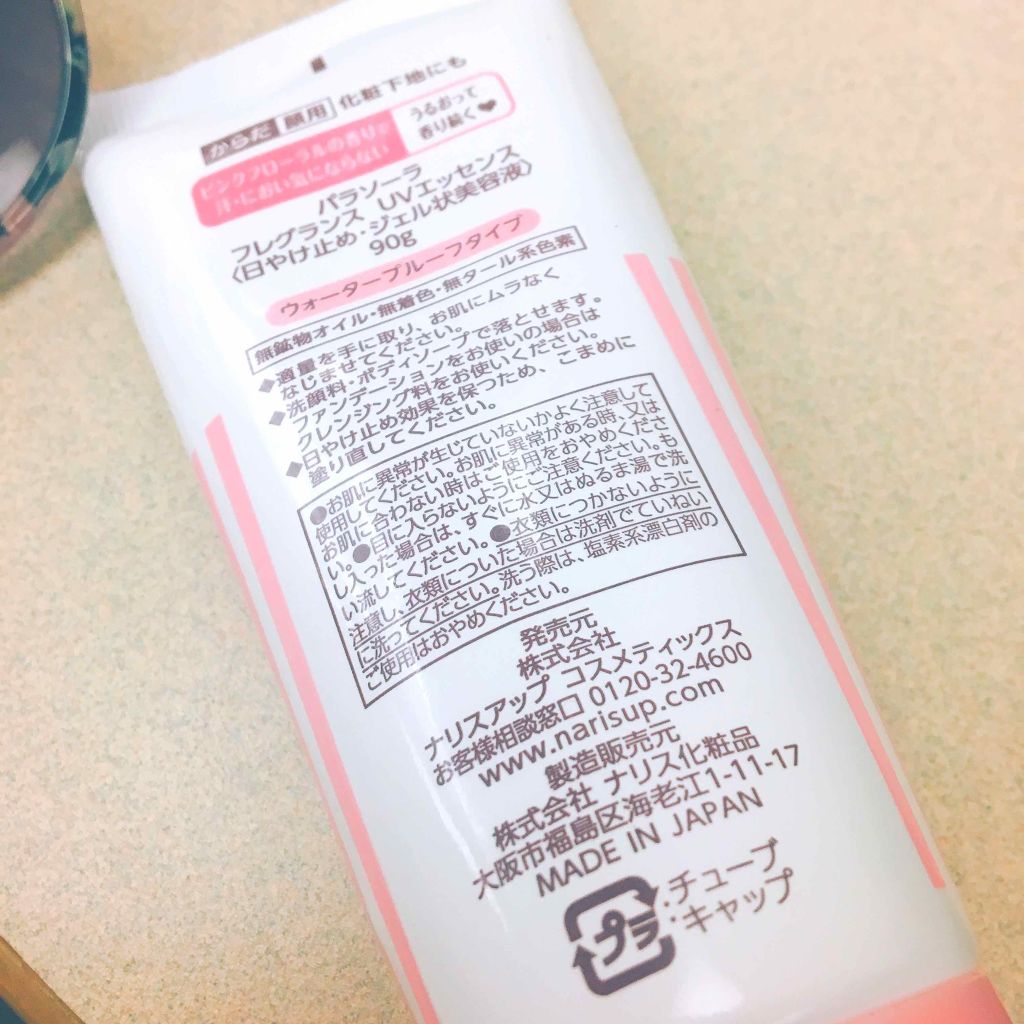 からだ 顔用 化粧下地にも
ピンクフローラルの香りで
汗・におい気にならない
うるおって
香り続く♥
パラソーラ
フレグランス UVエッセンス
〈日やけ止め・ジェル状美容液〉
90g
ウォータープルーフタイプ
無鉱物オイル・無着色・無タール系色素
◆適量を手に取り、お肌にムラなく
なじませてください。
◆洗顔料・ボディソープで落とせます。
ファンデーションをお使いの場合は
クレンジング料をお使いください。
◆日やけ止め効果を保つため、こまめに
塗り直してください。
●お肌に異常が生じていないかよく注意して
使用してください。お肌に異常がある時、又は
お肌に合わない時はご使用をおやめくださ
い。●目に入らないようにご注意ください。も
し入った場合は、すぐに水又はぬるま湯で洗
い流してください。●衣類につかないように
注意し、衣類についた場合は洗剤でていねい
に洗ってください。洗う際は、塩素系漂白剤の
ご使用はおやめください。
発売元
株式会社
ナリスアップ コスメティックス
お客様相談窓口 0120-32-4600
www.narisup.com
製造販売元
株式会社 ナリス化粧品
大阪市福島区海老江1-11-17
MADE IN JAPAN
プラ
:チューブ
:キャップ